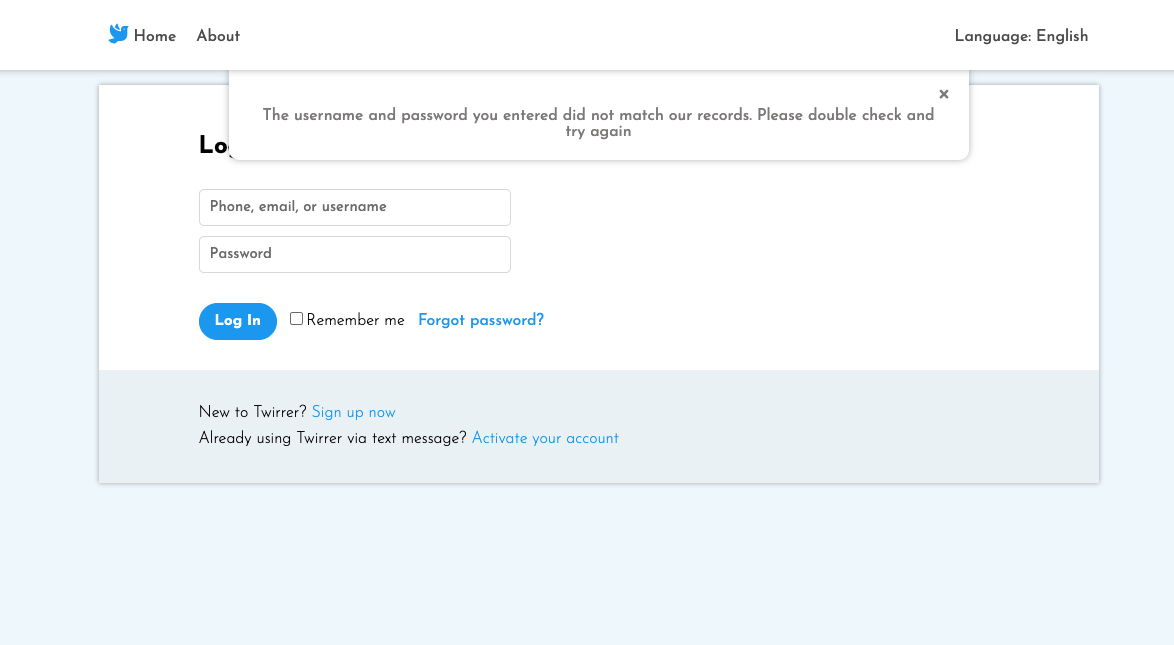 Home About Language: English
×
The username and password you entered did not match our records. Please double check and
try again
Phone, email, or username
Password
Log In Remember me Forgot password?
New to Twirrer? Sign up now
Already using Twirrer via text message? Activate your account